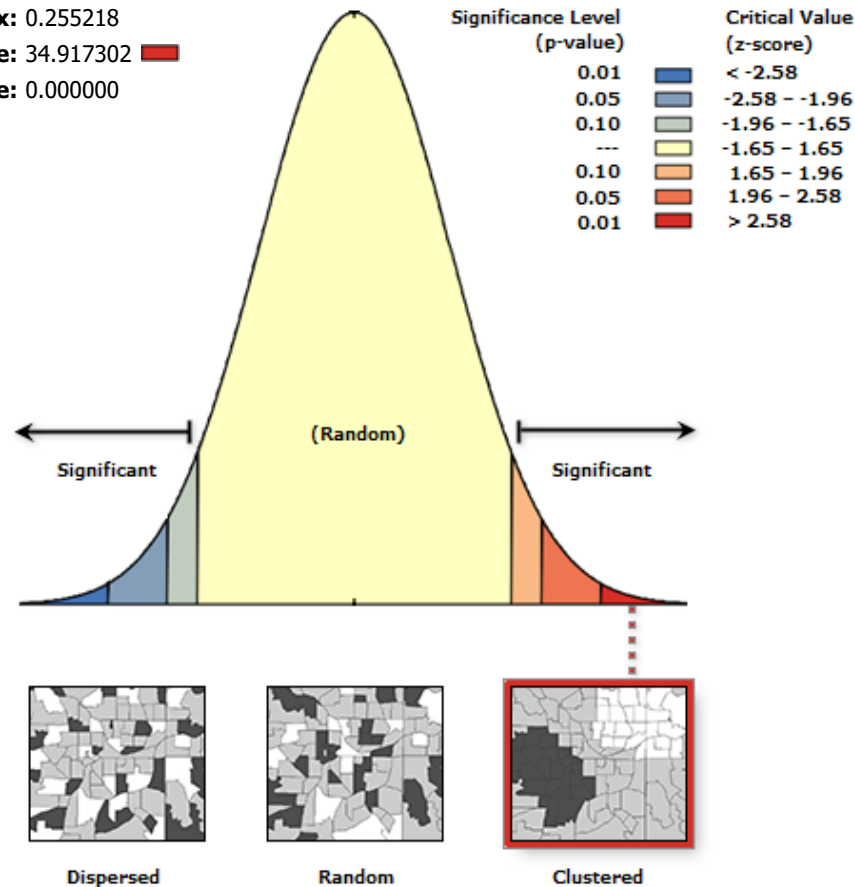 x: 0.255218
e: 34.917302
e: 0.000000
Significance Level
(p-value)
0.01
0.05
0.10
---
0.10
0.05
0.01
Critical Value
(z-score)
< -2.58
-2.58 – -1.96
-1.96 – -1.65
-1.65 – 1.65
1.65 – 1.96
1.96 – 2.58
> 2.58
(Random)
Significant
Significant
Dispersed
Random
Clustered